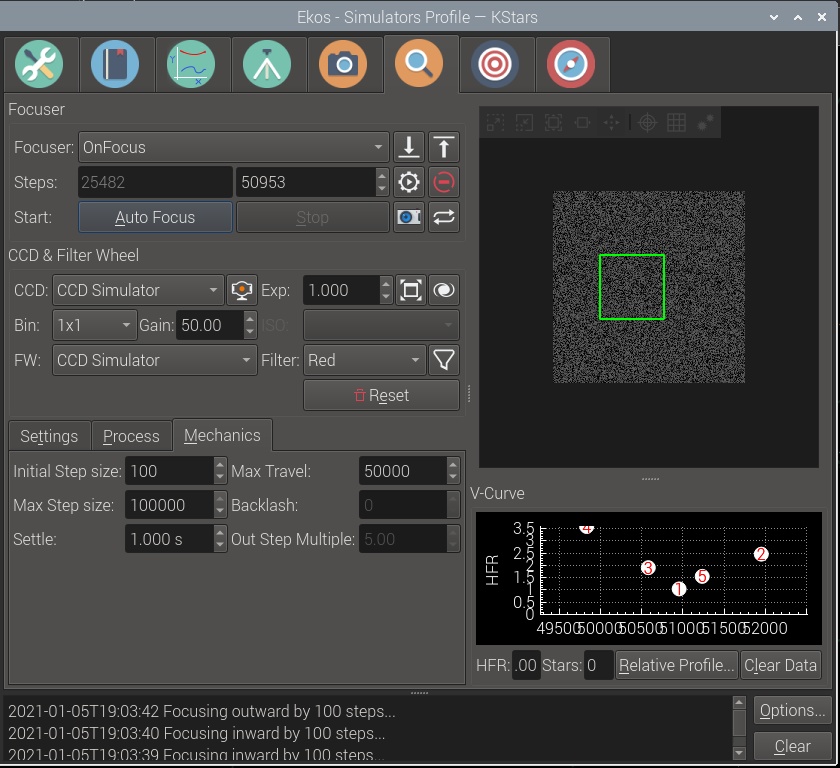 Ekos - Simulators Profile — KStars
Focuser
Focuser: OnFocus
Steps: 25482 50953
Start: Auto Focus Stop
CCD & Filter Wheel
CCD: CCD Simulator Exp: 1.000
Bin: 1x1 Gain: 50.00 ISO:
FW: CCD Simulator Filter: Red
Reset
Settings Process Mechanics
Initial Step size: 100 Max Travel: 50000
Max Step size: 100000 Backlash: 0
Settle: 1.000 s Out Step Multiple: 5.00
V-Curve
HFR
3.5
3
2.5
2
1.5
1
0.5
0
4 3 1 5 2
49500 50000 50500 51000 51500 52000
HFR: .00 Stars: 0 Relative Profile... Clear Data
2021-01-05T19:03:42 Focusing outward by 100 steps...
2021-01-05T19:03:40 Focusing inward by 100 steps...
2021-01-05T19:03:39 Focusing inward by 100 steps...
Options...
Clear